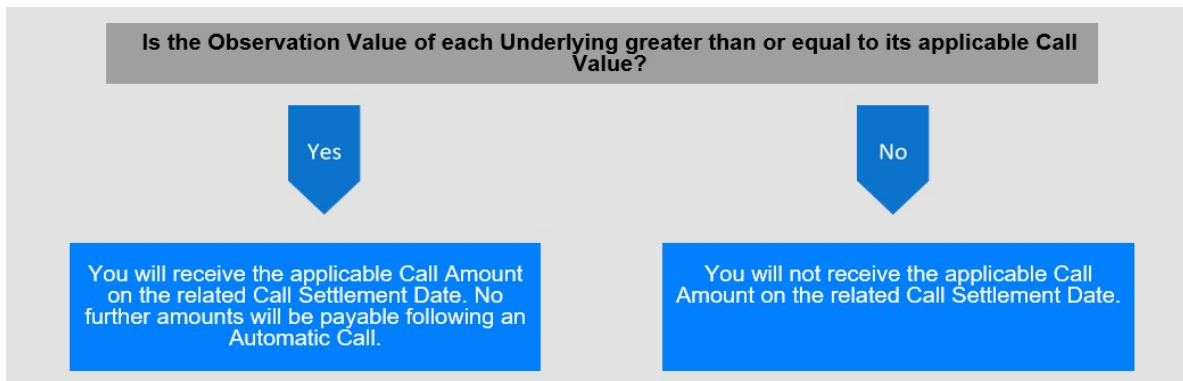 Is the Observation Value of each Underlying greater than or equal to its applicable Call
Value?
Yes
No
You will receive the applicable Call Amount
on the related Call Settlement Date. No
further amounts will be payable following an
Automatic Call.
You will not receive the applicable Call
Amount on the related Call Settlement Date.